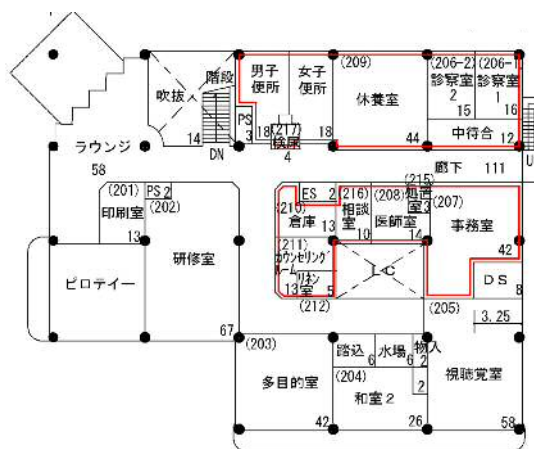 吹抜
階段
14
DN
PS
3
男子
便所
18
女子
便所
18
(217)
検尿
4
(209)
休養室
44
(206-2)
診察室
2
15
(206-1)
診察室
1
16
中待合
12
ラウンジ
58
廊下 111
U
(201)
印刷室
13
PS 2
(202)
研修室
67
ピロテイー
ES 2
(210)
倉庫
13
(216)
相談
室
10
(208)
医師室
14
(215)
処置
室3
(207)
事務室
42
(211)
カウンセリング
ルーム
13
リネン
室
5
(212)
L C
DS
8
(205)
3.25
(203)
多目的室
42
踏込
6
水場
6
物入
2
2
(204)
和室2
26
視聴覚室
58